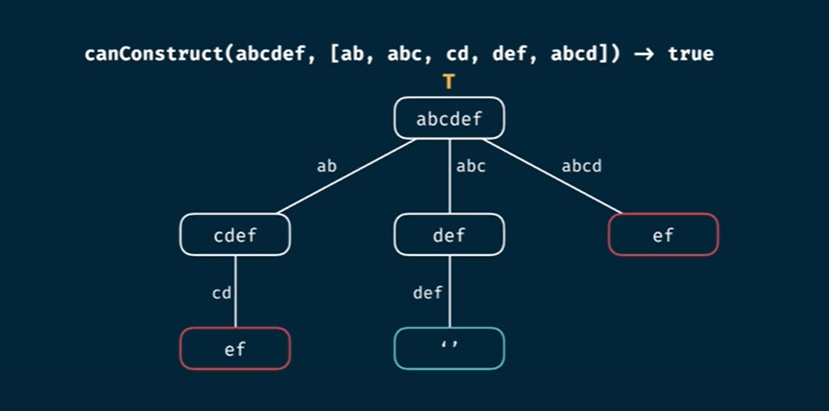 canConstruct(abcdef, [ab, abc, cd, def, abcd]) → true
T
abcdef
ab abc abcd
cdef def ef
cd def
ef ‘’